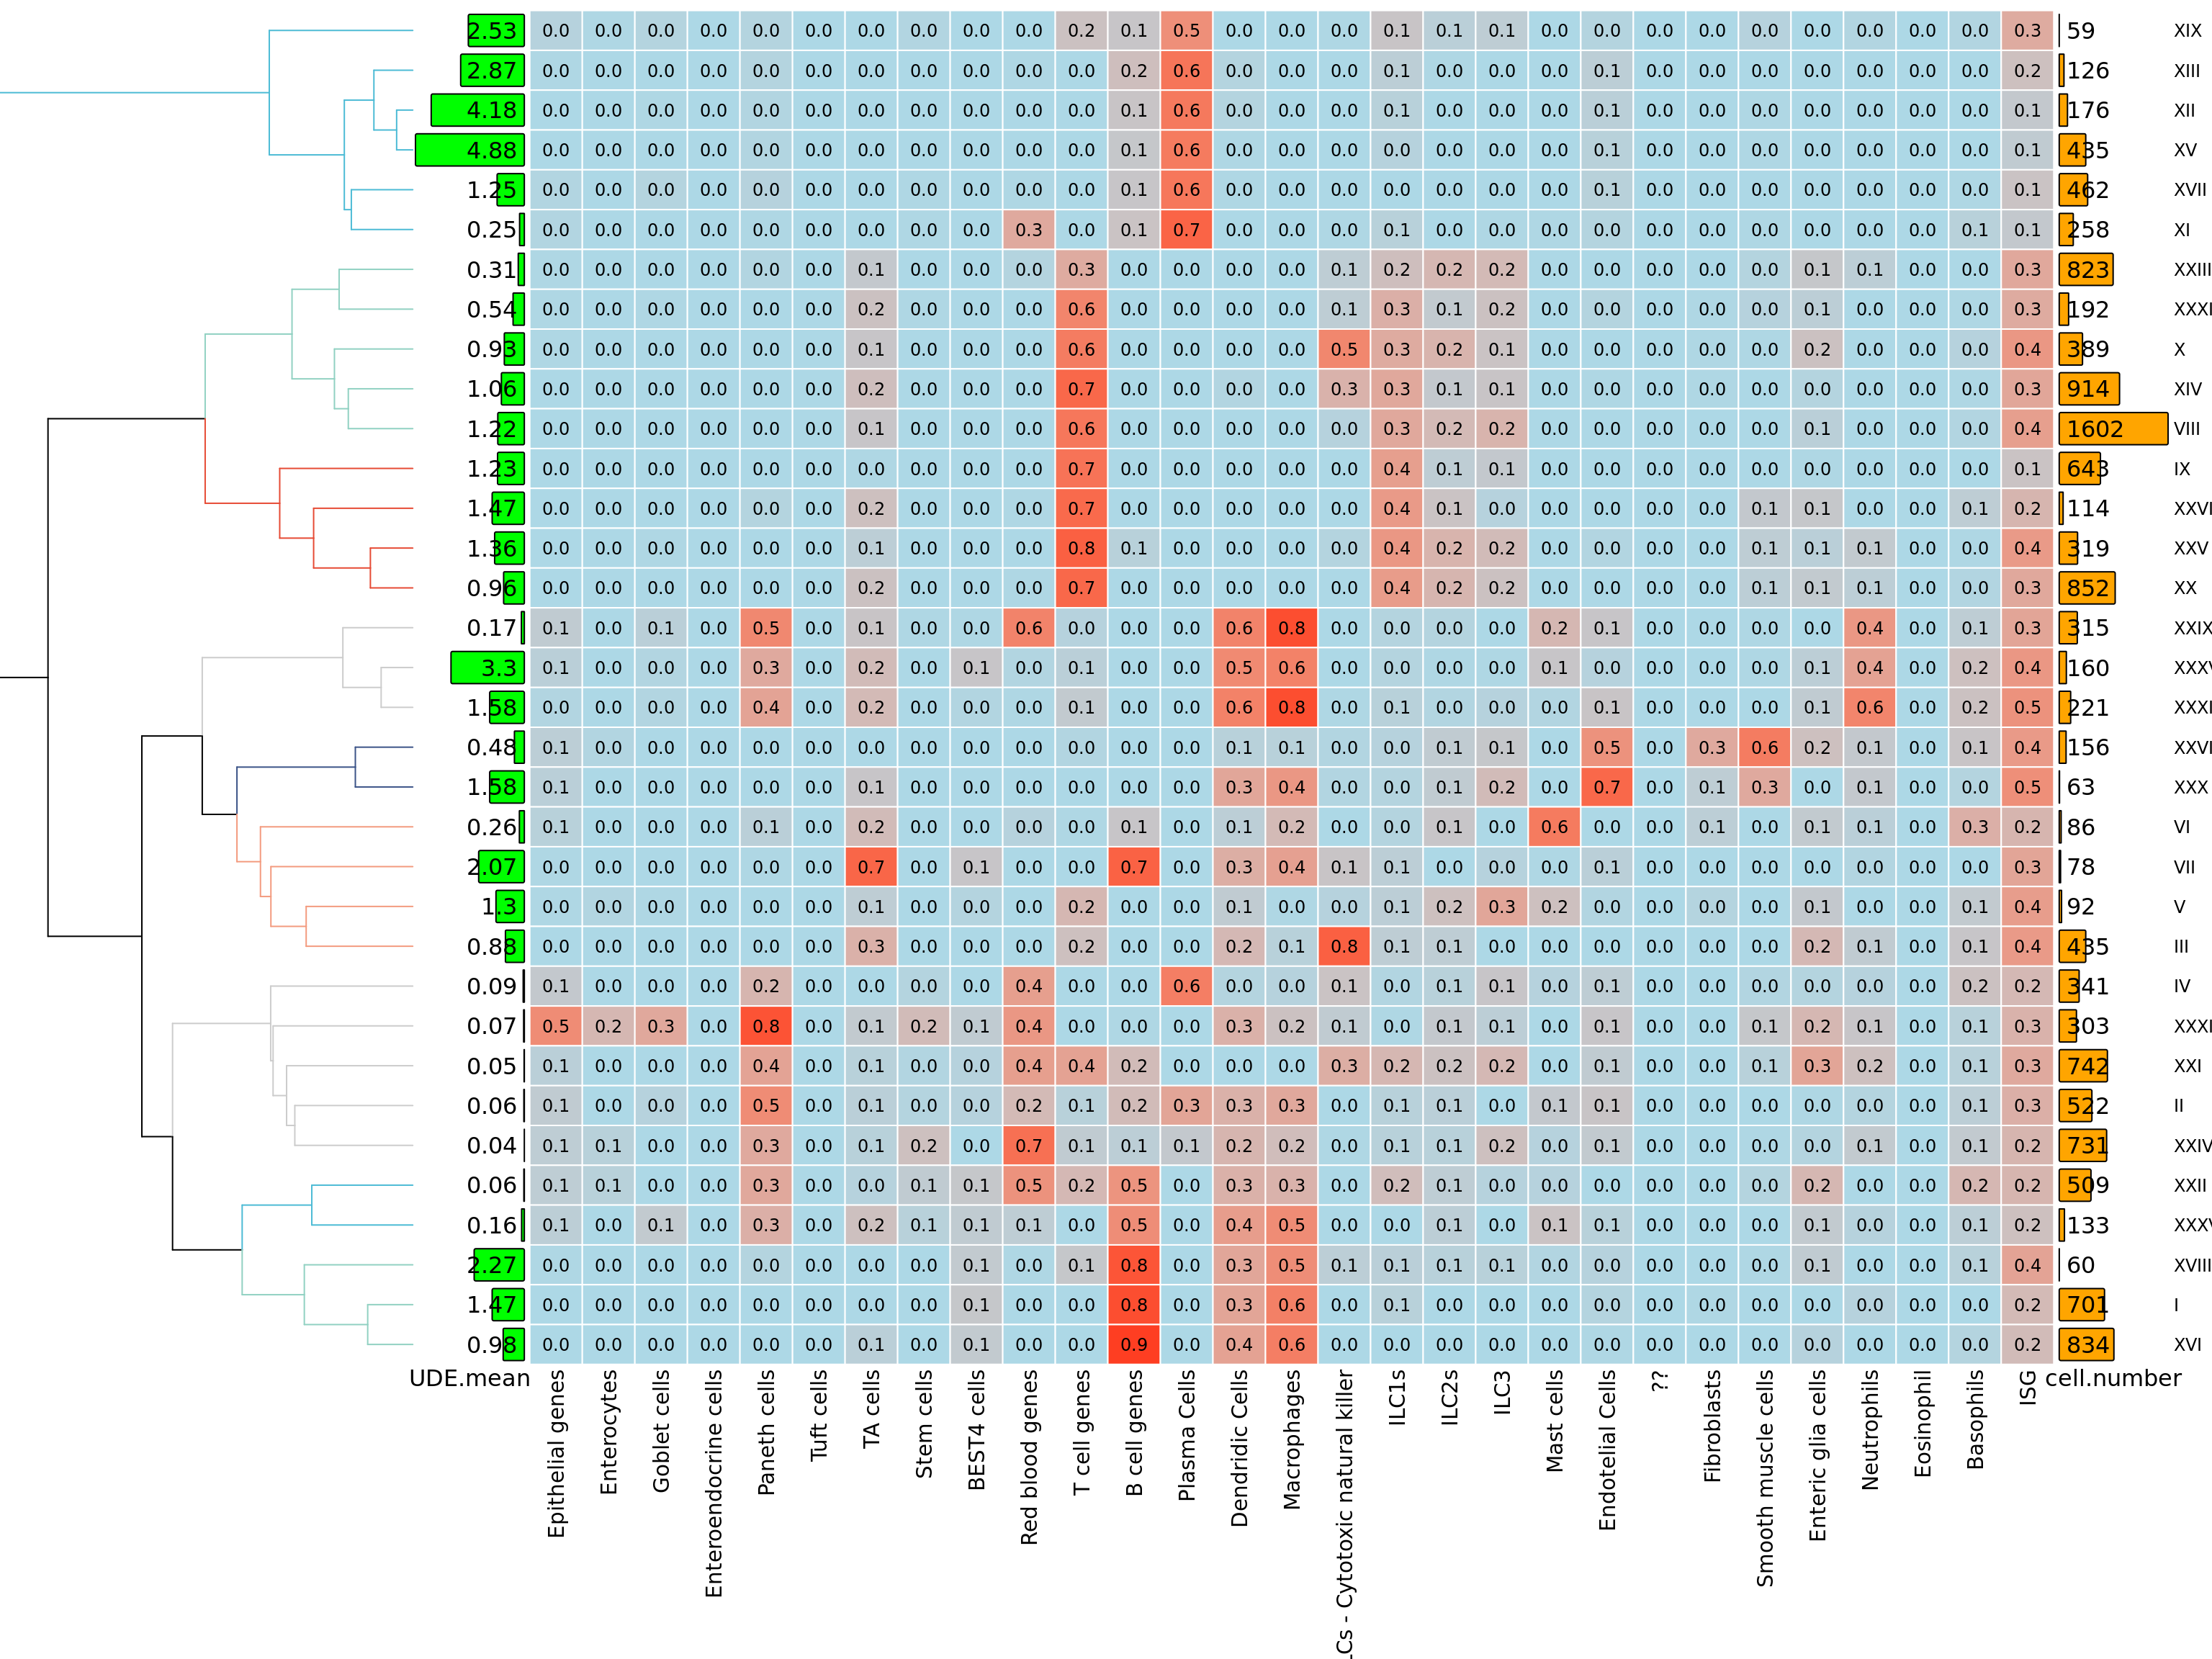 2.53 0.0 0.0 0.0 0.0 0.0 0.0 0.0 0.0 0.0 0.0 0.2 0.1 0.5 0.0 0.0 0.0 0.1 0.1 0.1 0.0 0.0 0.0 0.0 0.0 0.0 0.0 0.0 0.0 0.3 59 XIX
2.87 0.0 0.0 0.0 0.0 0.0 0.0 0.0 0.0 0.0 0.0 0.0 0.2 0.6 0.0 0.0 0.0 0.1 0.0 0.0 0.0 0.1 0.0 0.0 0.0 0.0 0.0 0.0 0.0 0.2 126 XIII
4.18 0.0 0.0 0.0 0.0 0.0 0.0 0.0 0.0 0.0 0.0 0.0 0.1 0.6 0.0 0.0 0.0 0.1 0.0 0.0 0.0 0.1 0.0 0.0 0.0 0.0 0.0 0.0 0.0 0.1 176 XII
4.88 0.0 0.0 0.0 0.0 0.0 0.0 0.0 0.0 0.0 0.0 0.0 0.1 0.6 0.0 0.0 0.0 0.0 0.0 0.0 0.0 0.1 0.0 0.0 0.0 0.0 0.0 0.0 0.0 0.1 435 XV
1.25 0.0 0.0 0.0 0.0 0.0 0.0 0.0 0.0 0.0 0.0 0.0 0.1 0.6 0.0 0.0 0.0 0.0 0.0 0.0 0.0 0.1 0.0 0.0 0.0 0.0 0.0 0.0 0.0 0.1 462 XVII
0.25 0.0 0.0 0.0 0.0 0.0 0.0 0.0 0.0 0.0 0.3 0.0 0.1 0.7 0.0 0.0 0.0 0.1 0.0 0.0 0.0 0.0 0.0 0.0 0.0 0.0 0.0 0.0 0.1 0.1 258 XI
0.31 0.0 0.0 0.0 0.0 0.0 0.0 0.1 0.0 0.0 0.0 0.3 0.0 0.0 0.0 0.0 0.1 0.2 0.2 0.2 0.0 0.0 0.0 0.0 0.0 0.1 0.1 0.0 0.0 0.3 823 XXIII
0.54 0.0 0.0 0.0 0.0 0.0 0.0 0.2 0.0 0.0 0.0 0.6 0.0 0.0 0.0 0.0 0.1 0.3 0.1 0.2 0.0 0.0 0.0 0.0 0.0 0.1 0.0 0.0 0.0 0.3 192 XXXI
0.93 0.0 0.0 0.0 0.0 0.0 0.0 0.1 0.0 0.0 0.0 0.6 0.0 0.0 0.0 0.0 0.5 0.3 0.2 0.1 0.0 0.0 0.0 0.0 0.0 0.2 0.0 0.0 0.0 0.4 389 X
1.06 0.0 0.0 0.0 0.0 0.0 0.0 0.2 0.0 0.0 0.0 0.7 0.0 0.0 0.0 0.0 0.3 0.3 0.1 0.1 0.0 0.0 0.0 0.0 0.0 0.0 0.0 0.0 0.0 0.3 914 XIV
1.22 0.0 0.0 0.0 0.0 0.0 0.0 0.1 0.0 0.0 0.0 0.6 0.0 0.0 0.0 0.0 0.0 0.3 0.2 0.2 0.0 0.0 0.0 0.0 0.0 0.1 0.0 0.0 0.0 0.4 1602 VIII
1.23 0.0 0.0 0.0 0.0 0.0 0.0 0.0 0.0 0.0 0.0 0.7 0.0 0.0 0.0 0.0 0.0 0.4 0.1 0.1 0.0 0.0 0.0 0.0 0.0 0.0 0.0 0.0 0.0 0.1 643 IX
1.47 0.0 0.0 0.0 0.0 0.0 0.0 0.2 0.0 0.0 0.0 0.7 0.0 0.0 0.0 0.0 0.0 0.4 0.1 0.0 0.0 0.0 0.0 0.0 0.1 0.1 0.0 0.0 0.1 0.2 114 XXVI
1.36 0.0 0.0 0.0 0.0 0.0 0.0 0.1 0.0 0.0 0.0 0.8 0.1 0.0 0.0 0.0 0.0 0.4 0.2 0.2 0.0 0.0 0.0 0.0 0.1 0.1 0.1 0.0 0.0 0.4 319 XXV
0.96 0.0 0.0 0.0 0.0 0.0 0.0 0.2 0.0 0.0 0.0 0.7 0.0 0.0 0.0 0.0 0.0 0.4 0.2 0.2 0.0 0.0 0.0 0.0 0.1 0.1 0.1 0.0 0.0 0.3 852 XX
0.17 0.1 0.0 0.1 0.0 0.5 0.0 0.1 0.0 0.0 0.6 0.0 0.0 0.0 0.6 0.8 0.0 0.0 0.0 0.0 0.2 0.1 0.0 0.0 0.0 0.0 0.4 0.0 0.1 0.3 315 XXIX
3.3 0.1 0.0 0.0 0.0 0.3 0.0 0.2 0.0 0.1 0.0 0.1 0.0 0.0 0.5 0.6 0.0 0.0 0.0 0.0 0.1 0.0 0.0 0.0 0.0 0.1 0.4 0.0 0.2 0.4 160 XXXV
1.58 0.0 0.0 0.0 0.0 0.4 0.0 0.2 0.0 0.0 0.0 0.1 0.0 0.0 0.6 0.8 0.0 0.1 0.0 0.0 0.0 0.1 0.0 0.0 0.0 0.1 0.6 0.0 0.2 0.5 221 XXXI
0.48 0.1 0.0 0.0 0.0 0.0 0.0 0.0 0.0 0.0 0.0 0.0 0.0 0.0 0.1 0.1 0.0 0.0 0.1 0.1 0.0 0.5 0.0 0.3 0.6 0.2 0.1 0.0 0.1 0.4 156 XXVI
1.58 0.1 0.0 0.0 0.0 0.0 0.0 0.1 0.0 0.0 0.0 0.0 0.0 0.0 0.3 0.4 0.0 0.0 0.1 0.2 0.0 0.7 0.0 0.1 0.3 0.0 0.1 0.0 0.0 0.5 63 XXX
0.26 0.1 0.0 0.0 0.0 0.1 0.0 0.2 0.0 0.0 0.0 0.0 0.1 0.0 0.1 0.2 0.0 0.0 0.1 0.0 0.6 0.0 0.0 0.1 0.0 0.1 0.1 0.0 0.3 0.2 86 VI
2.07 0.0 0.0 0.0 0.0 0.0 0.0 0.7 0.0 0.1 0.0 0.0 0.7 0.0 0.3 0.4 0.1 0.1 0.0 0.0 0.0 0.1 0.0 0.0 0.0 0.0 0.0 0.0 0.0 0.3 78 VII
1.3 0.0 0.0 0.0 0.0 0.0 0.0 0.1 0.0 0.0 0.0 0.2 0.0 0.0 0.1 0.0 0.0 0.1 0.2 0.3 0.2 0.0 0.0 0.0 0.0 0.1 0.0 0.0 0.1 0.4 92 V
0.88 0.0 0.0 0.0 0.0 0.0 0.0 0.3 0.0 0.0 0.0 0.2 0.0 0.0 0.2 0.1 0.8 0.1 0.1 0.0 0.0 0.0 0.0 0.0 0.0 0.2 0.1 0.0 0.1 0.4 435 III
0.09 0.1 0.0 0.0 0.0 0.2 0.0 0.0 0.0 0.0 0.4 0.0 0.0 0.6 0.0 0.0 0.1 0.0 0.1 0.1 0.0 0.1 0.0 0.0 0.0 0.0 0.0 0.0 0.2 0.2 341 IV
0.07 0.5 0.2 0.3 0.0 0.8 0.0 0.1 0.2 0.1 0.4 0.0 0.0 0.0 0.3 0.2 0.1 0.0 0.1 0.1 0.0 0.1 0.0 0.0 0.1 0.2 0.1 0.0 0.1 0.3 303 XXXI
0.05 0.1 0.0 0.0 0.0 0.4 0.0 0.1 0.0 0.0 0.4 0.4 0.2 0.0 0.0 0.0 0.3 0.2 0.2 0.2 0.0 0.1 0.0 0.0 0.1 0.3 0.2 0.0 0.1 0.3 742 XXI
0.06 0.1 0.0 0.0 0.0 0.5 0.0 0.1 0.0 0.0 0.2 0.1 0.2 0.3 0.3 0.3 0.0 0.1 0.1 0.0 0.1 0.1 0.0 0.0 0.0 0.0 0.0 0.0 0.1 0.3 522 II
0.04 0.1 0.1 0.0 0.0 0.3 0.0 0.1 0.2 0.0 0.7 0.1 0.1 0.1 0.2 0.2 0.0 0.1 0.1 0.2 0.0 0.1 0.0 0.0 0.0 0.0 0.1 0.0 0.1 0.2 731 XXIV
0.06 0.1 0.1 0.0 0.0 0.3 0.0 0.0 0.1 0.1 0.5 0.2 0.5 0.0 0.3 0.3 0.0 0.2 0.1 0.0 0.0 0.0 0.0 0.0 0.0 0.2 0.0 0.0 0.2 0.2 509 XXII
0.16 0.1 0.0 0.1 0.0 0.3 0.0 0.2 0.1 0.1 0.1 0.0 0.5 0.0 0.4 0.5 0.0 0.0 0.1 0.0 0.1 0.1 0.0 0.0 0.0 0.1 0.0 0.0 0.1 0.2 133 XXXV
2.27 0.0 0.0 0.0 0.0 0.0 0.0 0.0 0.0 0.1 0.0 0.1 0.8 0.0 0.3 0.5 0.1 0.1 0.1 0.1 0.0 0.0 0.0 0.0 0.0 0.1 0.0 0.0 0.1 0.4 60 XVIII
1.47 0.0 0.0 0.0 0.0 0.0 0.0 0.0 0.0 0.1 0.0 0.0 0.8 0.0 0.3 0.6 0.0 0.1 0.0 0.0 0.0 0.0 0.0 0.0 0.0 0.0 0.0 0.0 0.0 0.2 701 I
0.98 0.0 0.0 0.0 0.0 0.0 0.0 0.1 0.0 0.1 0.0 0.0 0.9 0.0 0.4 0.6 0.0 0.0 0.0 0.0 0.0 0.0 0.0 0.0 0.0 0.0 0.0 0.0 0.0 0.2 834 XVI
UDE.mean
Epithelial genes
Enterocytes
Goblet cells
Enteroendocrine cells
Paneth cells
Tuft cells
TA cells
Stem cells
BEST4 cells
Red blood genes
T cell genes
B cell genes
Plasma Cells
Dendridic Cells
Macrophages
LCs - Cytotoxic natural killer
ILC1s
ILC2s
ILC3
Mast cells
Endotelial Cells
??
Fibroblasts
Smooth muscle cells
Enteric glia cells
Neutrophils
Eosinophil
Basophils
ISG
cell.number